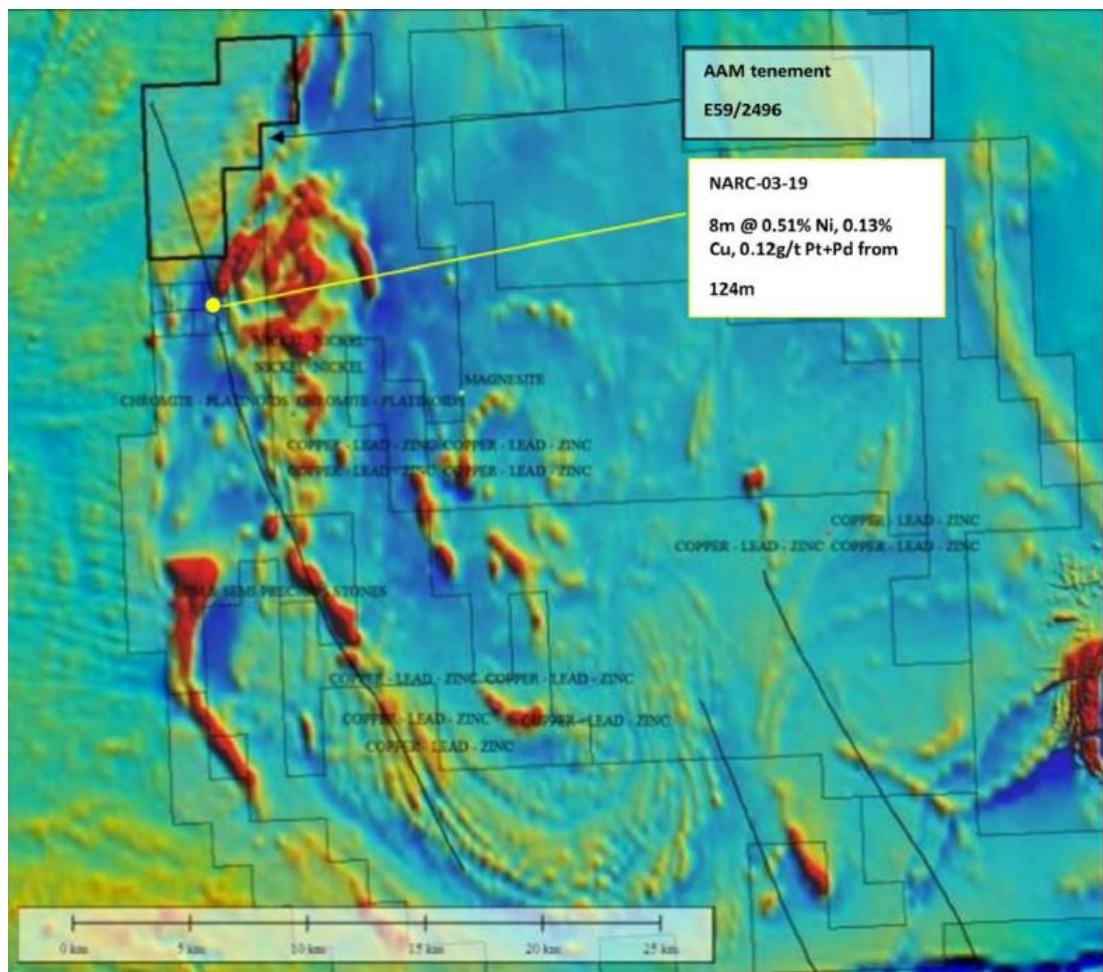 AAM tenement
E59/2496
NARC-03-19
8m @ 0.51% Ni, 0.13%
Cu, 0.12g/t Pt+Pd from
124m
NICKEL NICKEL
NICKEL NICKEL
MAGNESITE
CHROMITE - PLATINOIDS CHROMITE - PLATINOIDS
COPPER - LEAD - ZINC COPPER - LEAD - ZINC
COPPER - LEAD - ZINC COPPER - LEAD - ZINC
COPPER - LEAD - ZINC
COPPER - LEAD - ZINC COPPER - LEAD - ZINC
SEMI PRECIOUS STONES
COPPER - LEAD - ZINC COPPER - LEAD - ZINC
COPPER - LEAD - ZINC COPPER - LEAD - ZINC
COPPER - LEAD - ZINC
0 km 5 km 10 km 15 km 20 km 25 km